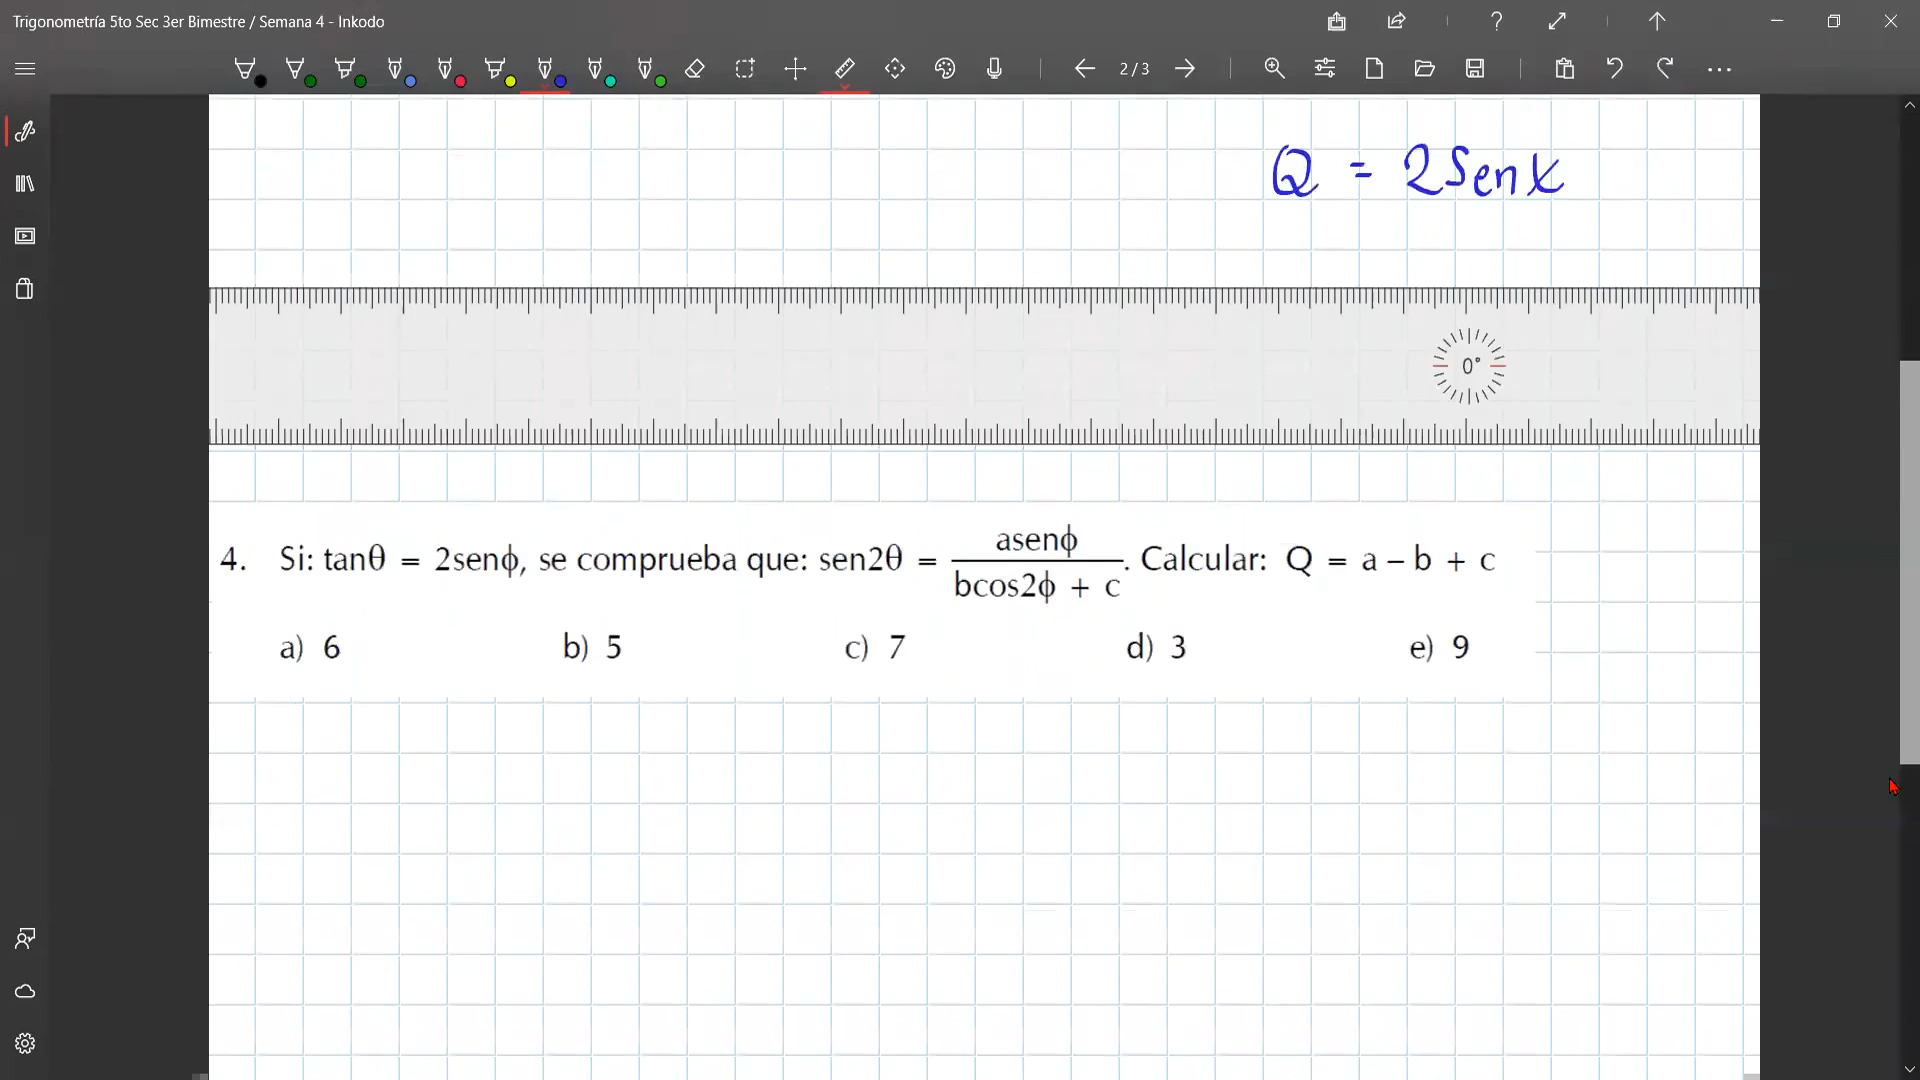 Trigonometría 5to Sec 3er Bimestre / Semana 4 - Inkodo
2 / 3
Q = 2Senx
0°
4. Si: tanθ = 2senϕ, se comprueba que: sen2θ = asenϕ / bcos2ϕ + c. Calcular: Q = a – b + c
a) 6 b) 5 c) 7 d) 3 e) 9